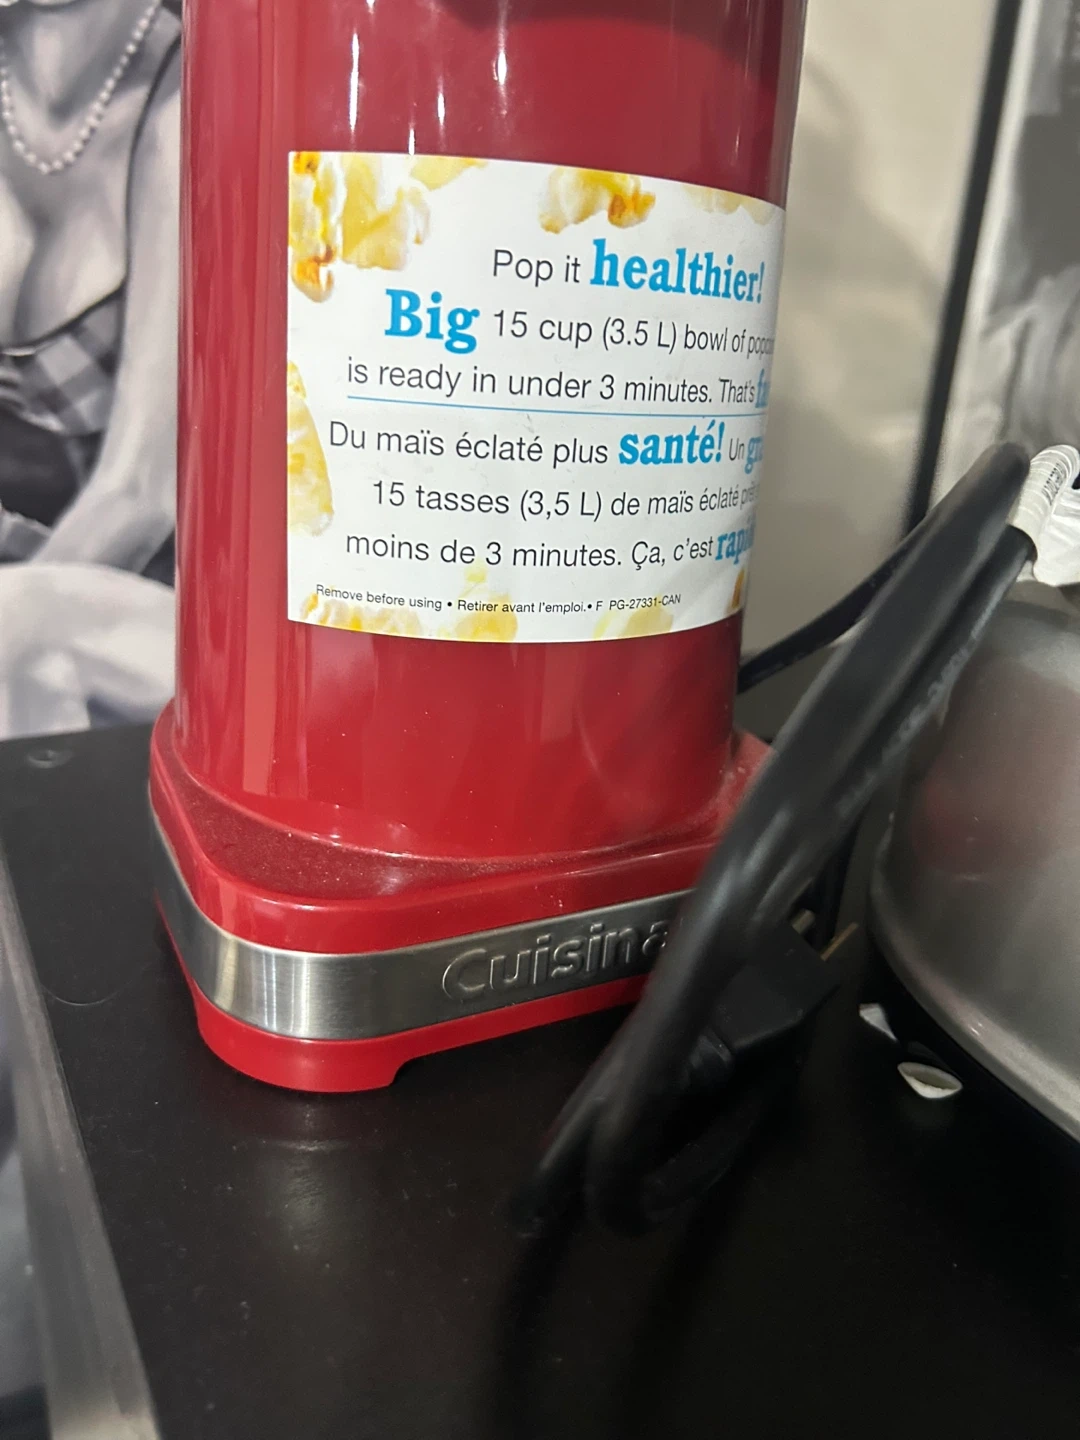 Pop it healthier!
Big 15 cup (3.5 L) bowl of
is ready in under 3 minutes. That's
Du maïs éclaté plus santé! Un
15 tasses (3,5 L) de maïs éclaté
moins de 3 minutes. Ça, c'est
Remove before using • Retirer avant l'emploi.• F PG-27331-CAN
Cuisina